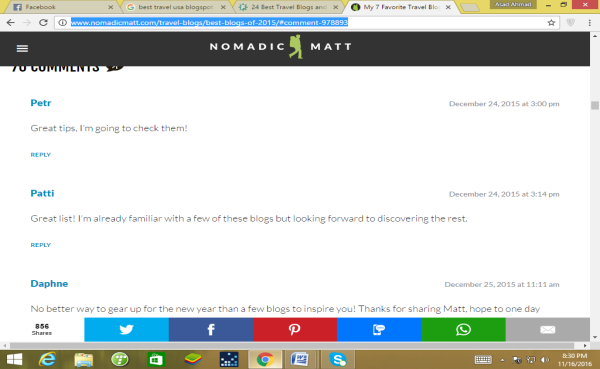 Facebook
best travel usa blogspot
24 Best Travel Blogs and
My 7 Favorite Travel Blo
Asad Ahmad
www.nomadicmatt.com/travel-blogs/best-blogs-of-2015/#comment-978893
NOMADIC MATT
76 COMMENTS
Petr
December 24, 2015 at 3:00 pm
Great tips, I'm going to check them!
REPLY
Patti
December 24, 2015 at 3:14 pm
Great list! I'm already familiar with a few of these blogs but looking forward to discovering the rest.
REPLY
Daphne
December 25, 2015 at 11:11 am
No better way to gear up for the new year than a few blogs to inspire you! Thanks for sharing Matt, hope to one day
856
Shares
8:30 PM
11/16/2016